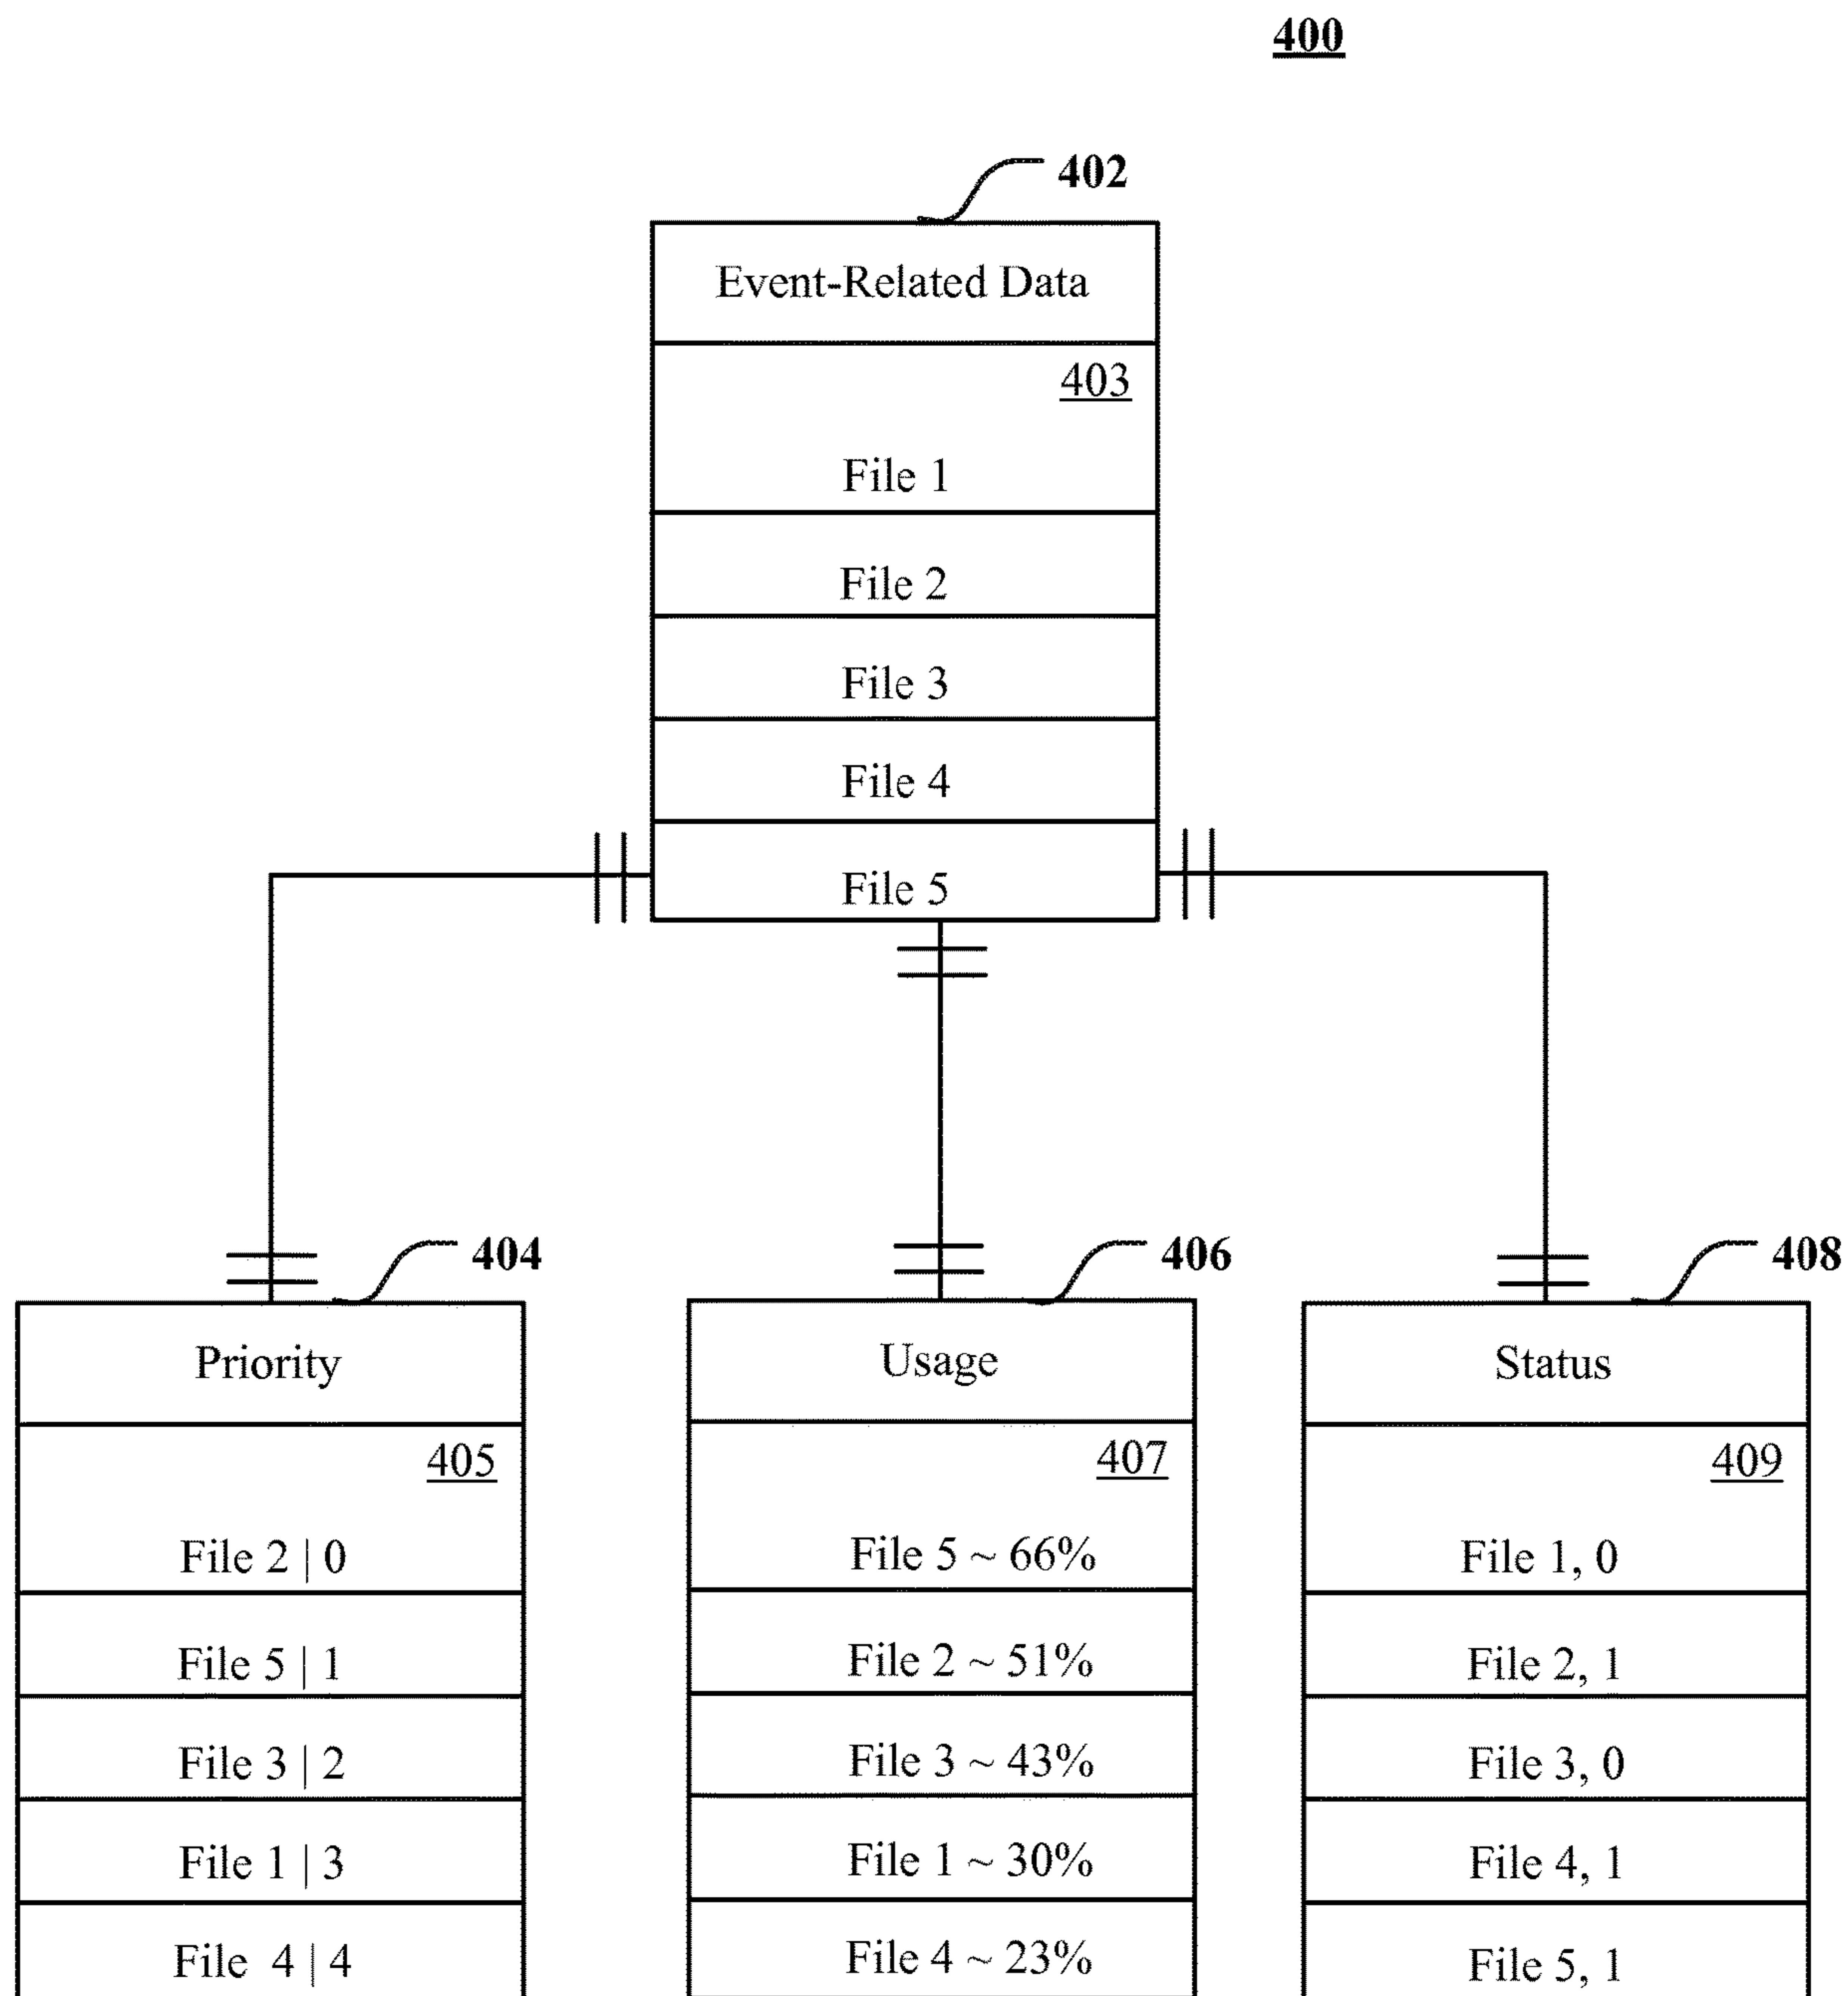 400
402
Event-Related Data
403
File 1
File 2
File 3
File 4
File 5
404
Priority
405
File 2 | 0
File 5 | 1
File 3 | 2
File 1 | 3
File 4 | 4
406
Usage
407
File 5 ~ 66%
File 2 ~ 51%
File 3 ~ 43%
File 1 ~ 30%
File 4 ~ 23%
408
Status
409
File 1, 0
File 2, 1
File 3, 0
File 4, 1
File 5, 1